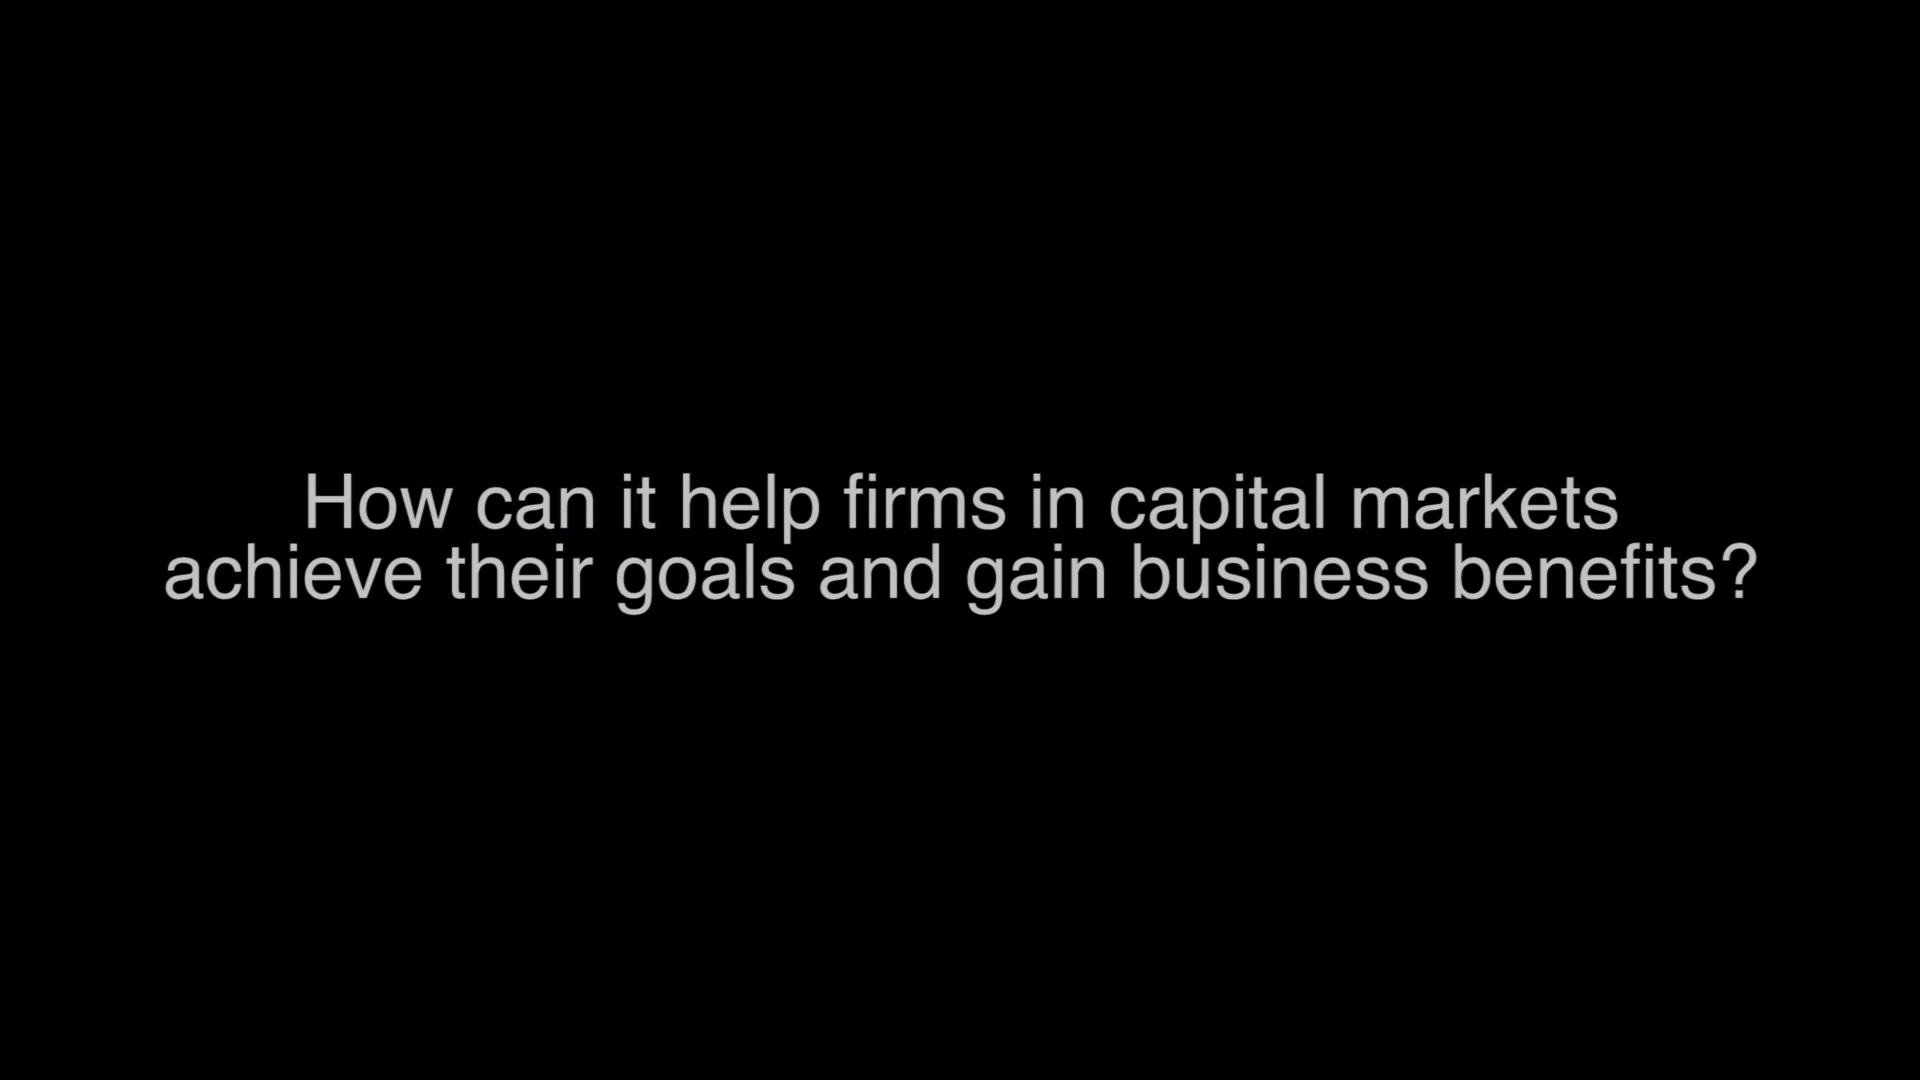 How can it help firms in capital markets
achieve their goals and gain business benefits?